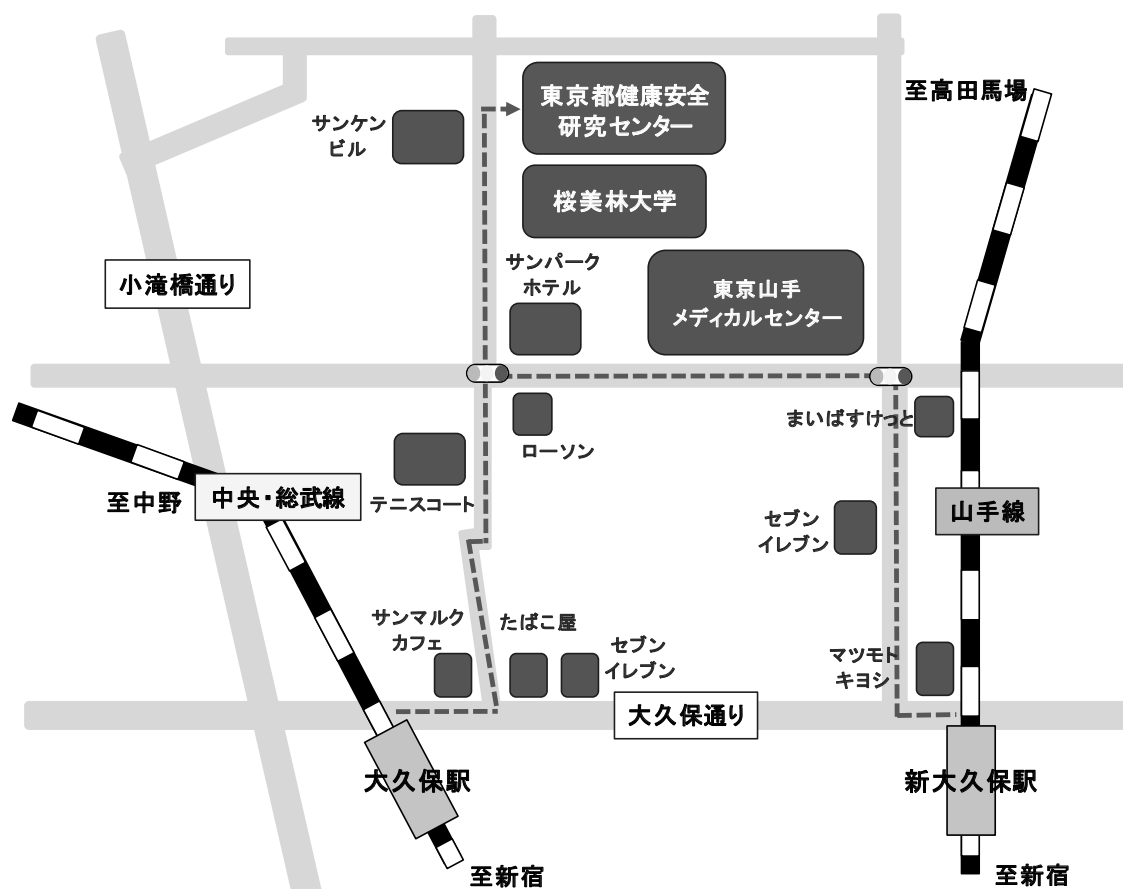 東京都健康安全
研究センター
至高田馬場
サンケン
ビル
桜美林大学
サンパーク
ホテル
小滝橋通り
東京山手
メディカルセンター
まいばすけっと
ローソン
至中野
中央・総武線
テニスコート
セブン
イレブン
山手線
サンマルク
カフェ
たばこ屋
セブン
イレブン
マツモト
キヨシ
大久保通り
大久保駅
新大久保駅
至新宿
至新宿